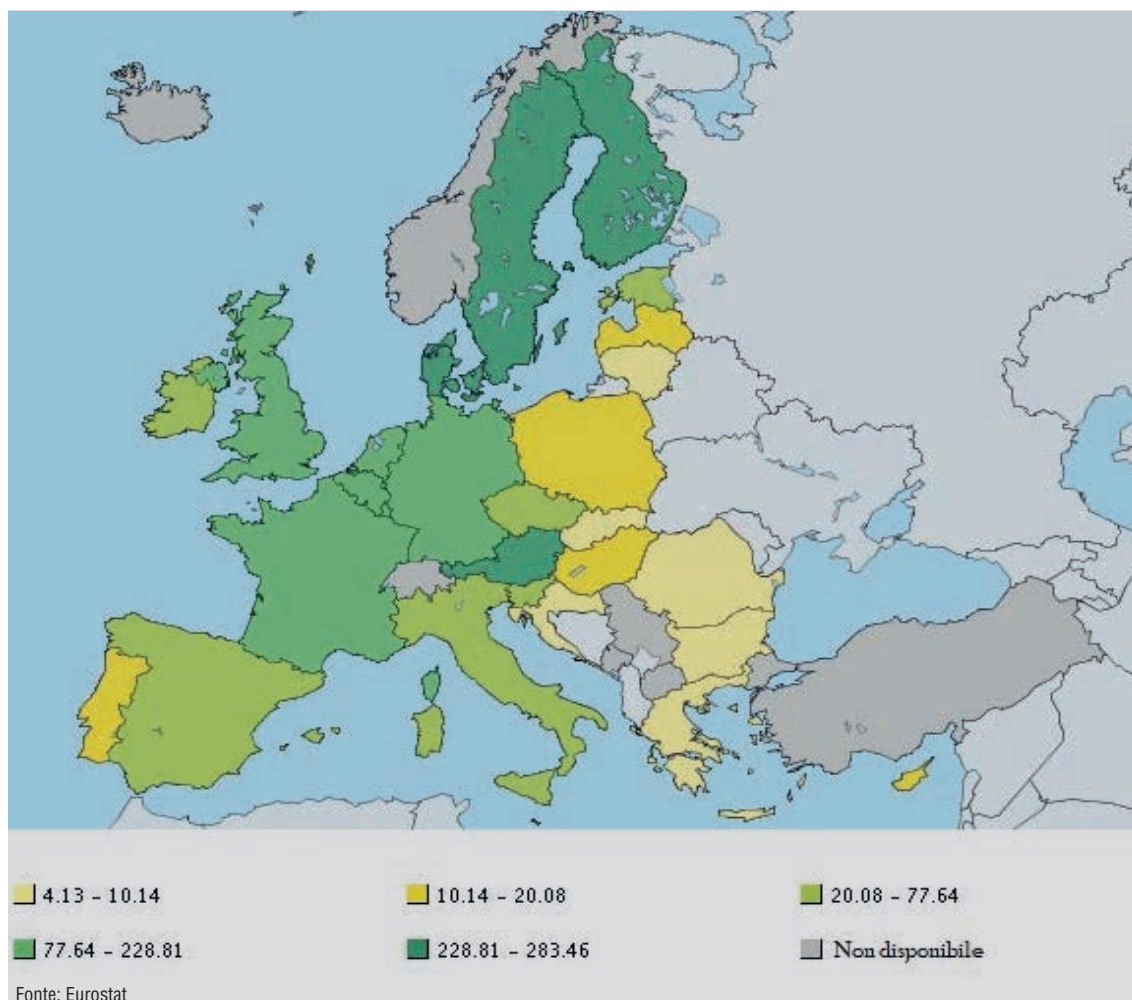 4.13 – 10.14
10.14 – 20.08
20.08 – 77.64
77.64 – 228.81
228.81 – 283.46
Non disponibile
Fonte: Eurostat